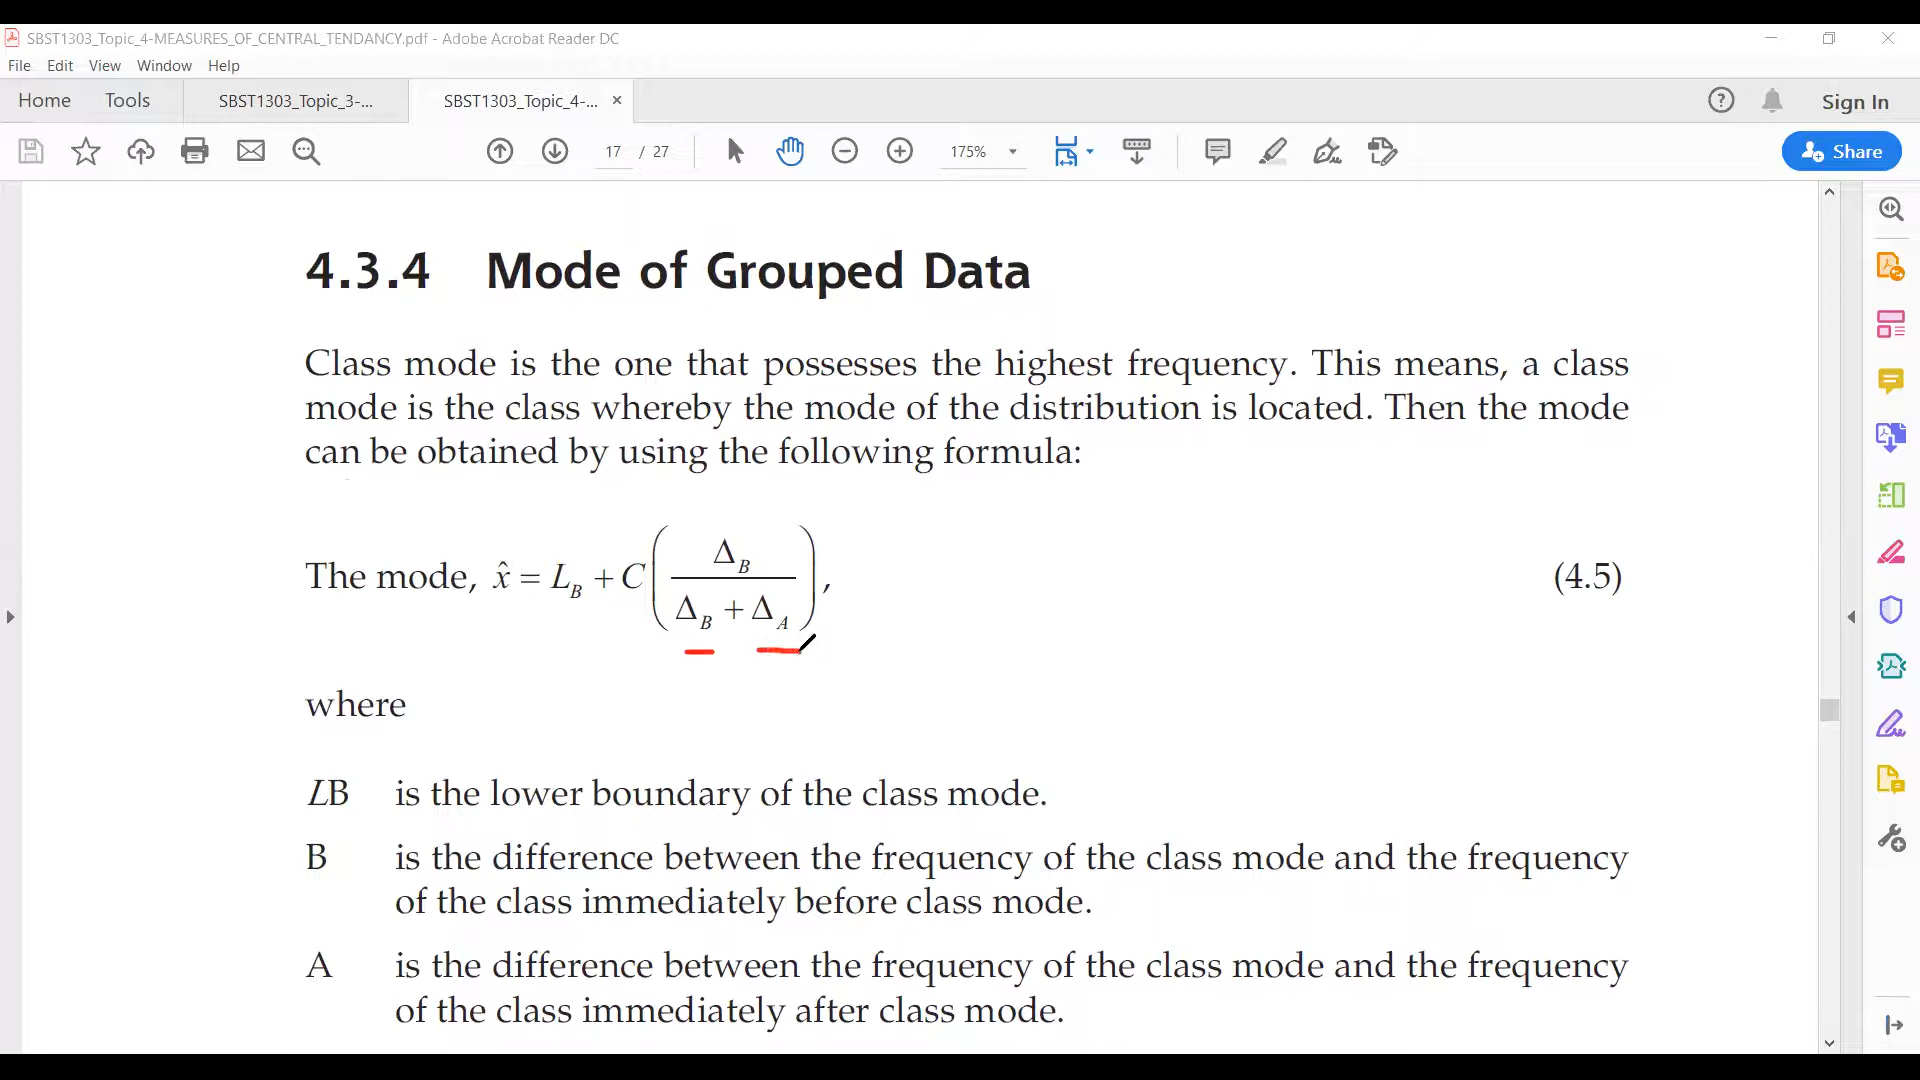 SBST1303_Topic_4-MEASURES_OF_CENTRAL_TENDANCY.pdf - Adobe Acrobat Reader DC
File Edit View Window Help
Home Tools SBST1303_Topic_3-... SBST1303_Topic_4-... × Sign In
17 / 27 175% Share
4.3.4 Mode of Grouped Data
Class mode is the one that possesses the highest frequency. This means, a class
mode is the class whereby the mode of the distribution is located. Then the mode
can be obtained by using the following formula:
The mode, x̂ = L_B + C(Δ_B / (Δ_B + Δ_A)), (4.5)
where
LB is the lower boundary of the class mode.
B is the difference between the frequency of the class mode and the frequency
of the class immediately before class mode.
A is the difference between the frequency of the class mode and the frequency
of the class immediately after class mode.